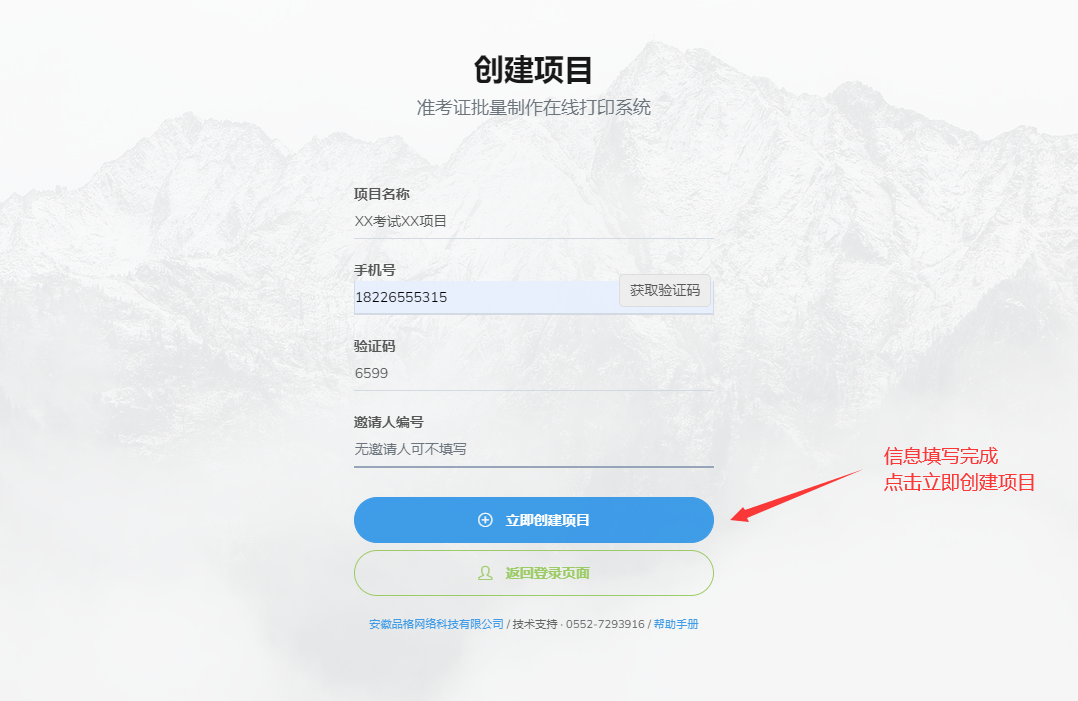 创建项目
准考证批量制作在线打印系统
项目名称
XX考试XX项目
手机号
18226555315
获取验证码
验证码
6599
邀请人编号
无邀请人可不填写
信息填写完成
点击立即创建项目
立即创建项目
返回登录页面
安徽品格网络科技有限公司 / 技术支持 · 0552-7293916 / 帮助手册